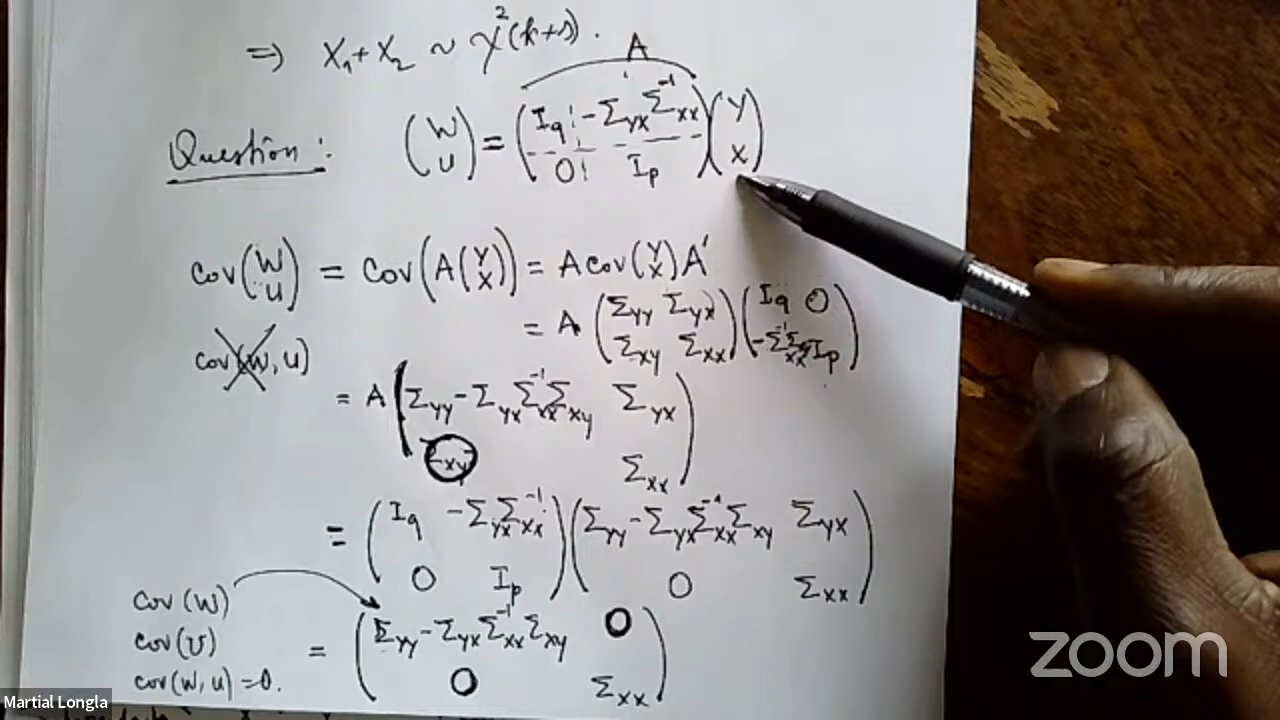 ⇒ X₁ + X₂ ~ χ²(k+s).
A
Question: (W U) = (I_q -Σ_yx Σ_xx⁻¹ 0 I_p)(Y X)
cov(W U) = Cov(A(Y X)) = A cov(Y X) A'
= A (Σ_yy Σ_yx Σ_xy Σ_xx)(I_q 0 -Σ_xx⁻¹Σ_xy I_p)
cov(W, U)
= A (Σ_yy - Σ_yx Σ_xx⁻¹ Σ_xy Σ_yx
Σ_xy Σ_xx)
= (I_q -Σ_yx Σ_xx⁻¹ 0 I_p)(Σ_yy - Σ_yx Σ_xx⁻¹ Σ_xy Σ_yx 0 Σ_xx)
cov(W)
cov(U)
cov(W, U) = 0.
= (Σ_yy - Σ_yx Σ_xx⁻¹ Σ_xy 0 0 Σ_xx)
zoom
Martial Longla